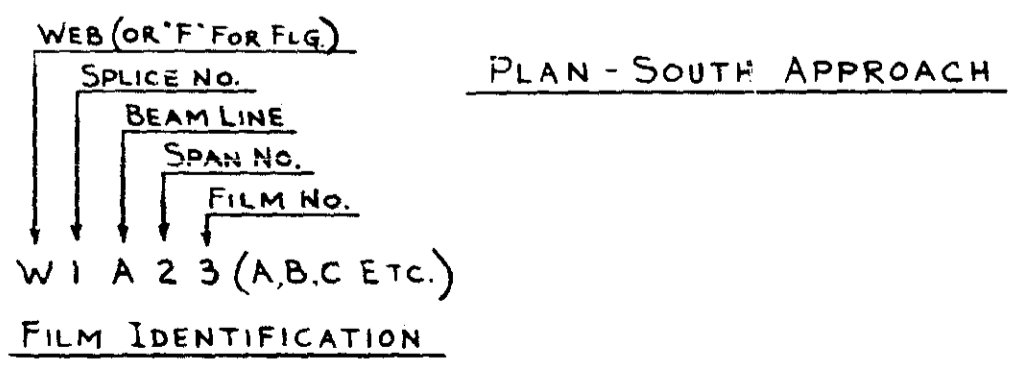 WEB (OR "F" FOR FLG.)
SPLICE NO.
BEAM LINE
SPAN NO.
FILM NO.
W 1 A 2 3 (A,B,C ETC.)
FILM IDENTIFICATION
PLAN - SOUTH APPROACH